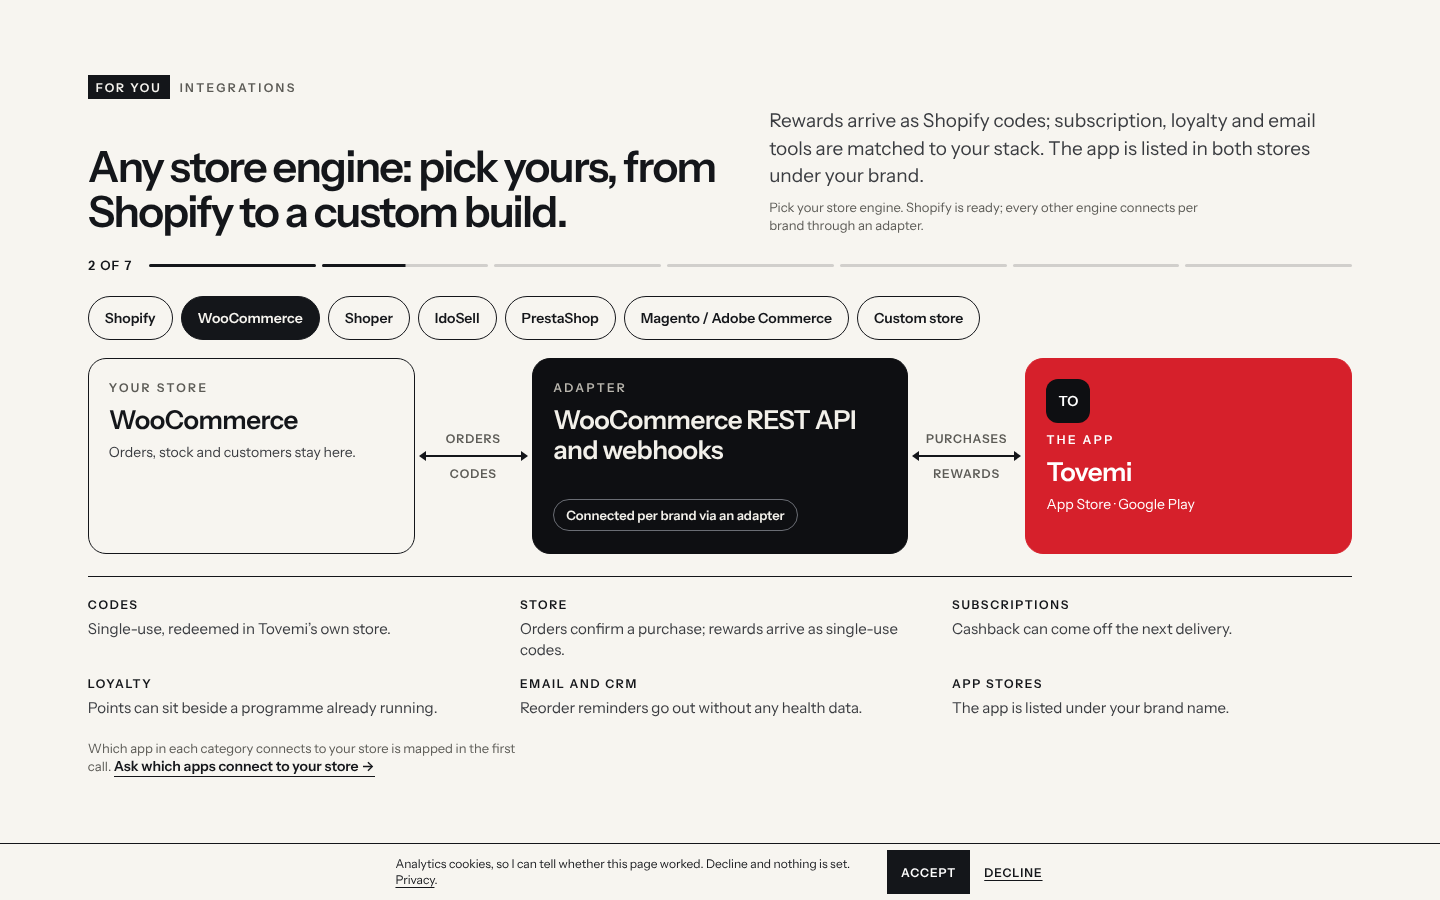 FOR YOU INTEGRATIONS
Any store engine: pick yours, from
Shopify to a custom build.
Rewards arrive as Shopify codes; subscription, loyalty and email
tools are matched to your stack. The app is listed in both stores
under your brand.
Pick your store engine. Shopify is ready; every other engine connects per
brand through an adapter.
2 OF 7
Shopify WooCommerce Shoper IdoSell PrestaShop Magento / Adobe Commerce Custom store
YOUR STORE
WooCommerce
Orders, stock and customers stay here.
ORDERS
CODES
ADAPTER
WooCommerce REST API
and webhooks
Connected per brand via an adapter
PURCHASES
REWARDS
TO
THE APP
Tovemi
App Store · Google Play
CODES
Single-use, redeemed in Tovemi's own store.
STORE
Orders confirm a purchase; rewards arrive as single-use
codes.
SUBSCRIPTIONS
Cashback can come off the next delivery.
LOYALTY
Points can sit beside a programme already running.
EMAIL AND CRM
Reorder reminders go out without any health data.
APP STORES
The app is listed under your brand name.
Which app in each category connects to your store is mapped in the first
call. Ask which apps connect to your store →
Analytics cookies, so I can tell whether this page worked. Decline and nothing is set.
Privacy.
ACCEPT
DECLINE